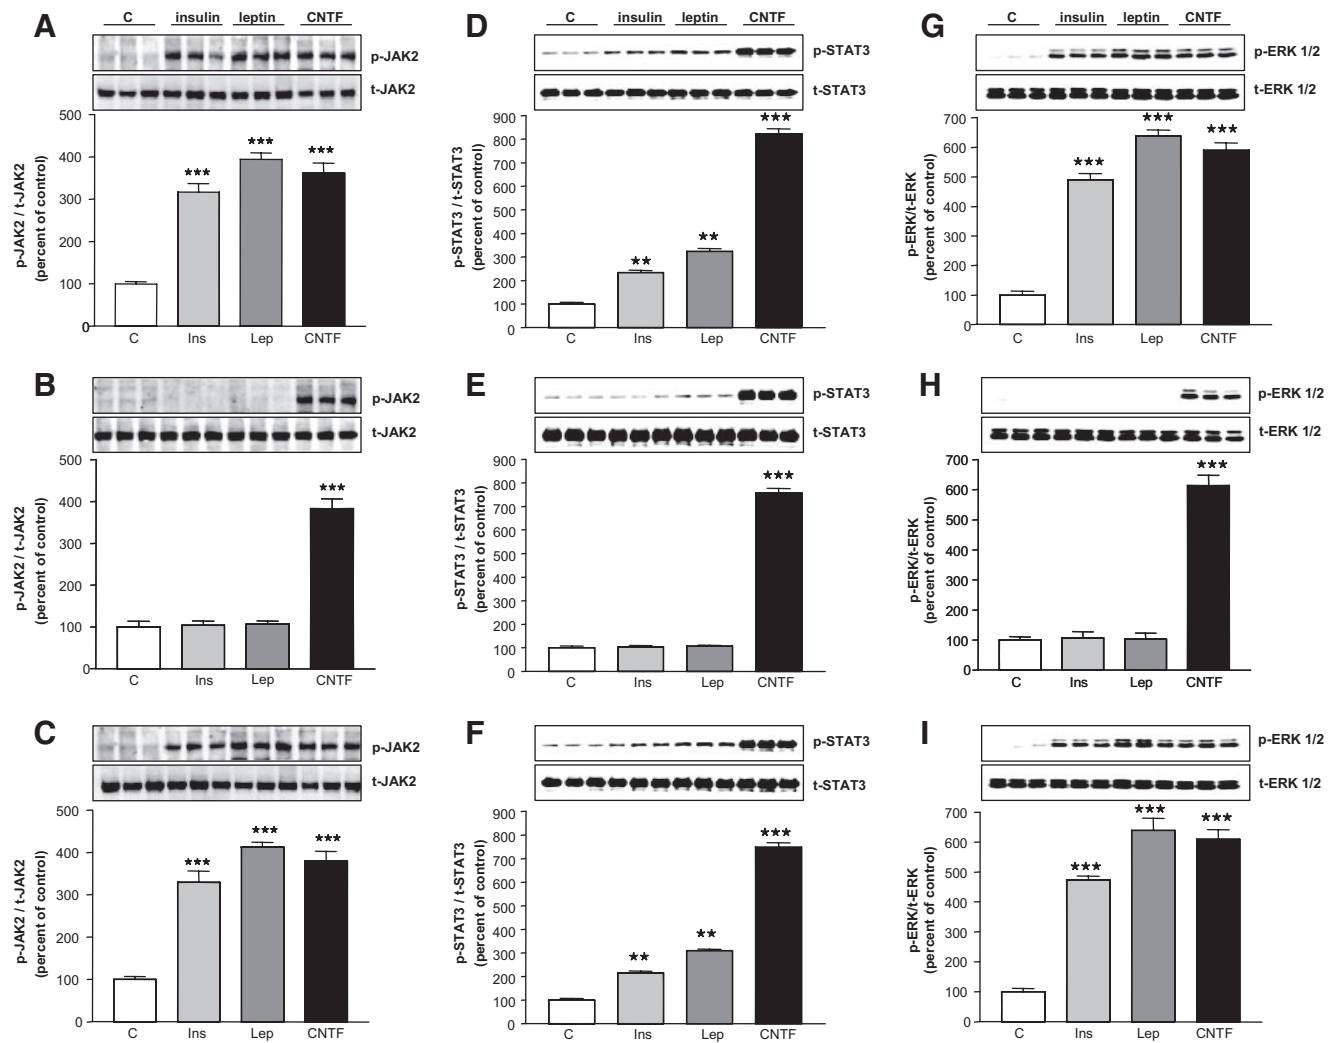 A
C insulin leptin CNTF
p-JAK2
t-JAK2
p-JAK2 / t-JAK2
(percent of control)
500
400
300
200
100
0
***
***
***
C Ins Lep CNTF
D
C insulin leptin CNTF
p-STAT3
t-STAT3
p-STAT3 / t-STAT3
(percent of control)
900
800
700
600
500
400
300
200
100
0
**
**
***
C Ins Lep CNTF
G
C insulin leptin CNTF
p-ERK 1/2
t-ERK 1/2
p-ERK/t-ERK
(percent of control)
700
600
500
400
300
200
100
0
***
***
***
C Ins Lep CNTF
B
p-JAK2
t-JAK2
p-JAK2 / t-JAK2
(percent of control)
500
400
300
200
100
0
***
C Ins Lep CNTF
E
p-STAT3
t-STAT3
p-STAT3 / t-STAT3
(percent of control)
900
800
700
600
500
400
300
200
100
0
***
C Ins Lep CNTF
H
p-ERK 1/2
t-ERK 1/2
p-ERK/t-ERK
(percent of control)
700
600
500
400
300
200
100
0
***
C Ins Lep CNTF
C
p-JAK2
t-JAK2
p-JAK2 / t-JAK2
(percent of control)
500
400
300
200
100
0
***
***
***
C Ins Lep CNTF
F
p-STAT3
t-STAT3
p-STAT3 / t-STAT3
(percent of control)
900
800
700
600
500
400
300
200
100
0
**
**
***
C Ins Lep CNTF
I
p-ERK 1/2
t-ERK 1/2
p-ERK/t-ERK
(percent of control)
700
600
500
400
300
200
100
0
***
***
***
C Ins Lep CNTF